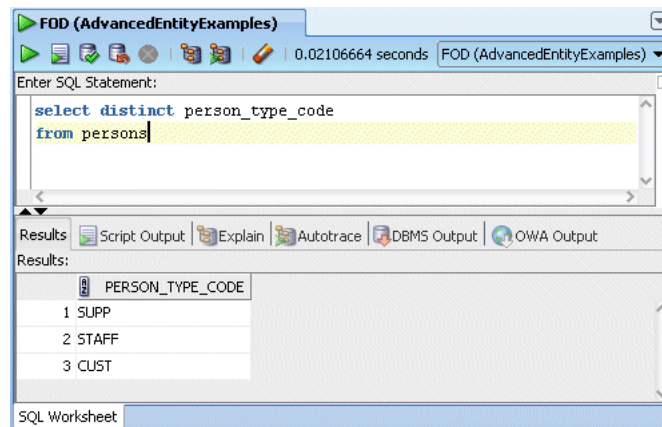 FOD (AdvancedEntityExamples)
0.02106664 seconds FOD (AdvancedEntityExamples)
Enter SQL Statement:
select distinct person_type_code
from persons
Results Script Output Explain Autotrace DBMS Output OWA Output
Results:
PERSON_TYPE_CODE
1 SUPP
2 STAFF
3 CUST
SQL Worksheet